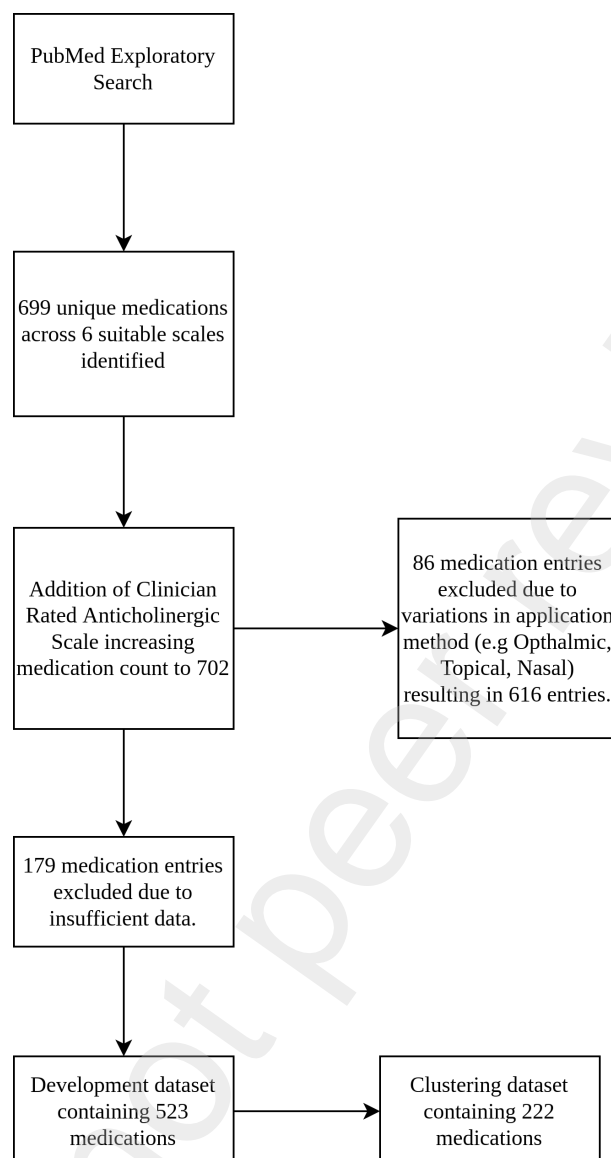 PubMed Exploratory
Search
699 unique medications
across 6 suitable scales
identified
Addition of Clinician
Rated Anticholinergic
Scale increasing
medication count to 702
86 medication entries
excluded due to
variations in application
method (e.g Opthalmic,
Topical, Nasal)
resulting in 616 entries.
179 medication entries
excluded due to
insufficient data.
Development dataset
containing 523
medications
Clustering dataset
containing 222
medications
not peer rev